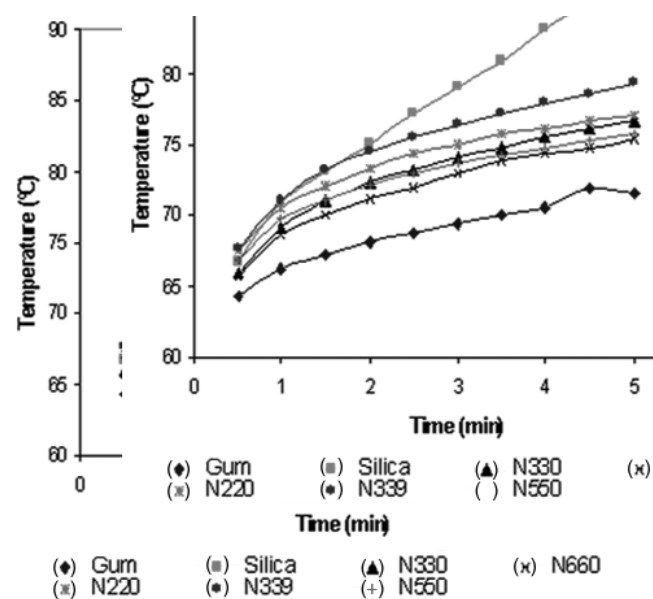 90
85
80
75
70
65
60
Temperature (°C)
0
80
75
70
65
60
Temperature (°C)
0 1 2 3 4 5
Time (min)
(◆) Gum (■) Silica (▲) N330 (×)
(×) N220 (●) N339 ( ) N550
Time (min)
(◆) Gum (■) Silica (▲) N330 (×) N660
(×) N220 (●) N339 (+) N550